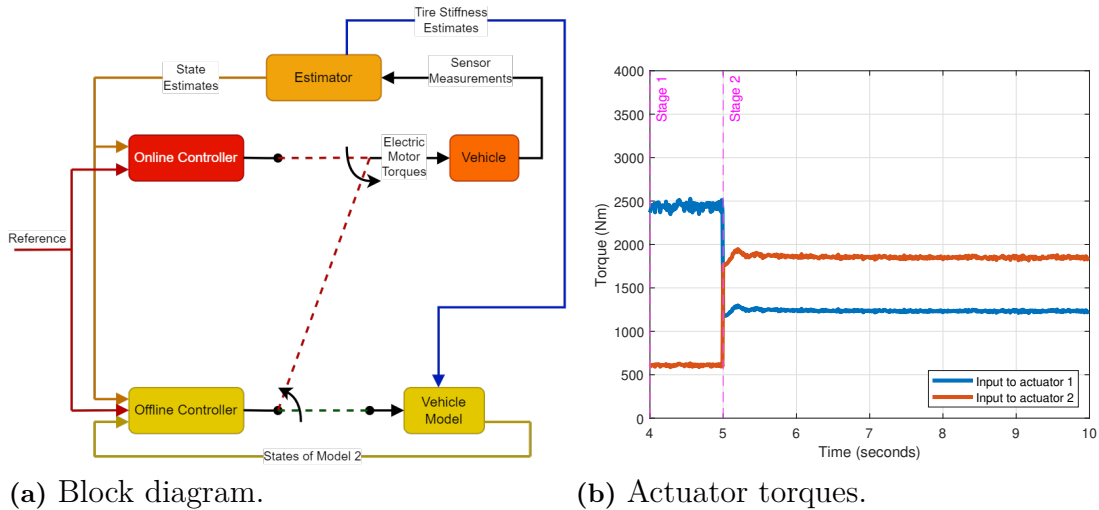 Tire Stiffness
Estimates
State
Estimates
Estimator
Sensor
Measurements
Online Controller
Electric
Motor
Torques
Vehicle
Reference
Offline Controller
Vehicle
Model
States of Model 2
(a) Block diagram.
Torque (Nm)
4000
3500
3000
2500
2000
1500
1000
500
0
Stage 1
Stage 2
Input to actuator 1
Input to actuator 2
4 5 6 7 8 9 10
Time (seconds)
(b) Actuator torques.